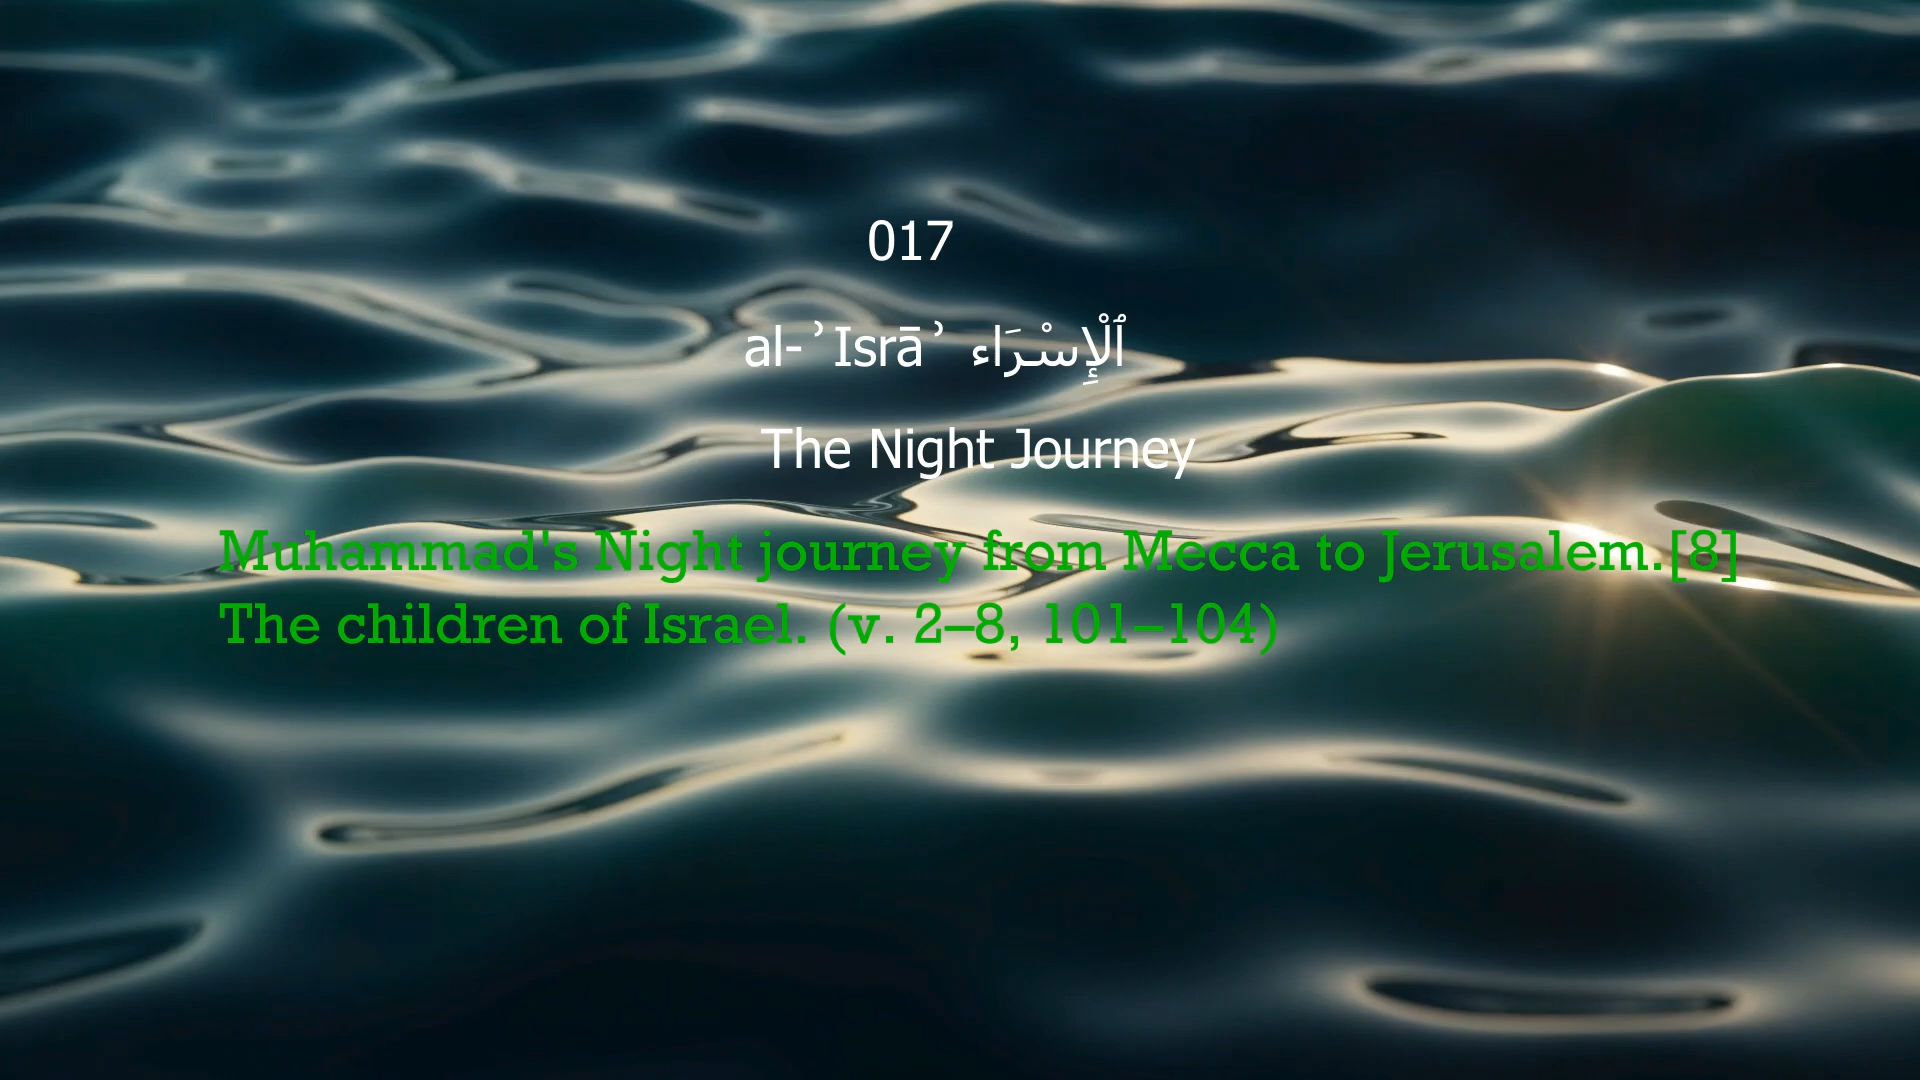 017
al-ʾIsrāʾ ٱلْإِسْرَاء
The Night Journey
Muhammad's Night journey from Mecca to Jerusalem.[8]
The children of Israel. (v. 2–8, 101–104)